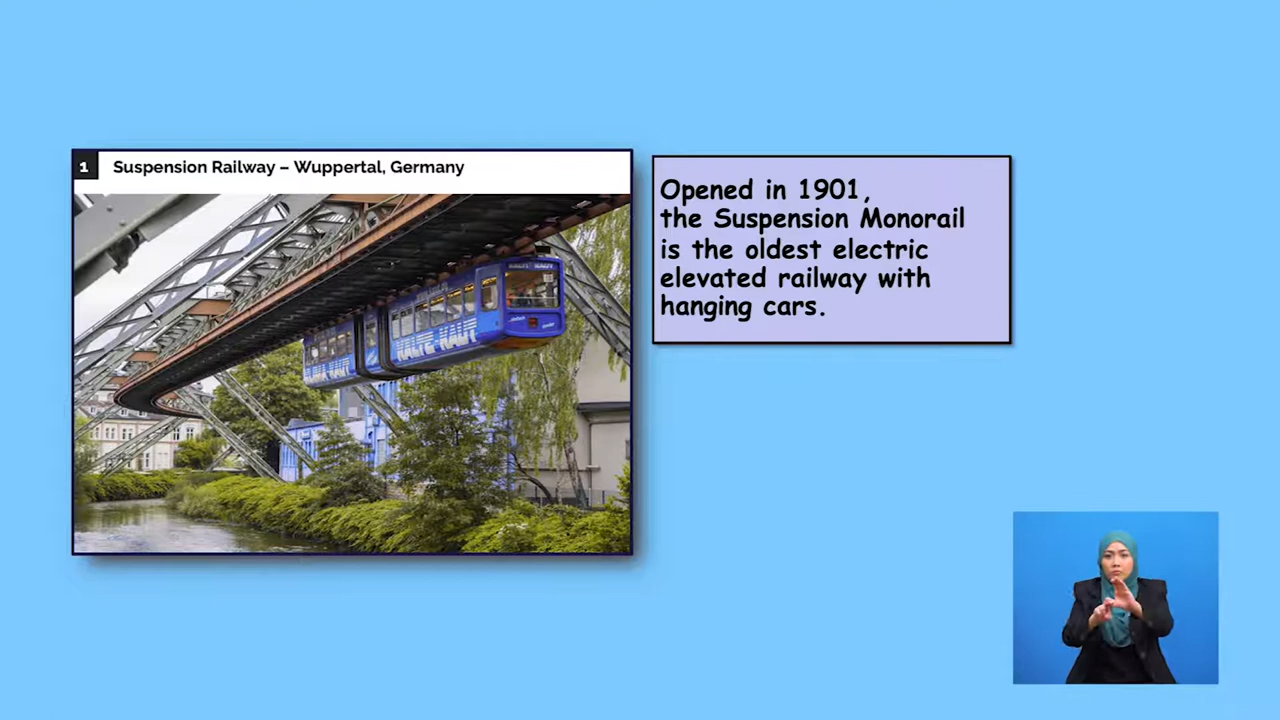 1 Suspension Railway – Wuppertal, Germany
Opened in 1901,
the Suspension Monorail
is the oldest electric
elevated railway with
hanging cars.